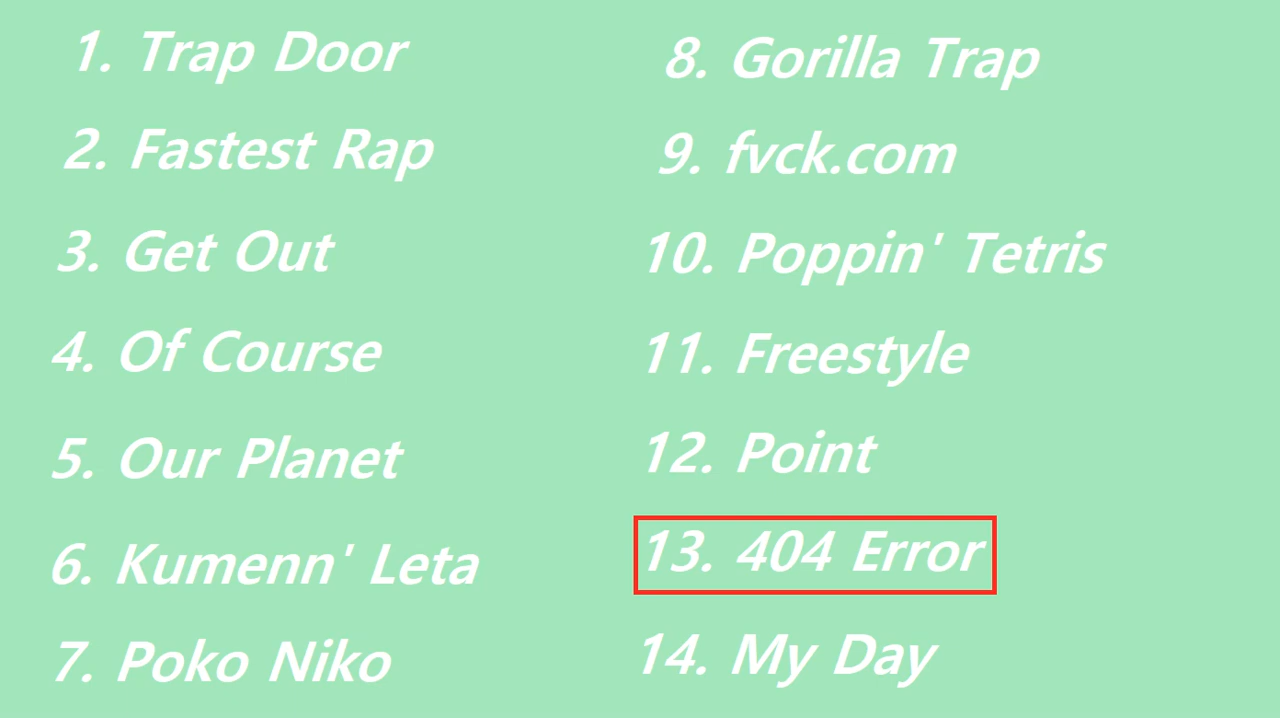 1. Trap Door
2. Fastest Rap
3. Get Out
4. Of Course
5. Our Planet
6. Kumenn' Leta
7. Poko Niko
8. Gorilla Trap
9. fvck.com
10. Poppin' Tetris
11. Freestyle
12. Point
13. 404 Error
14. My Day